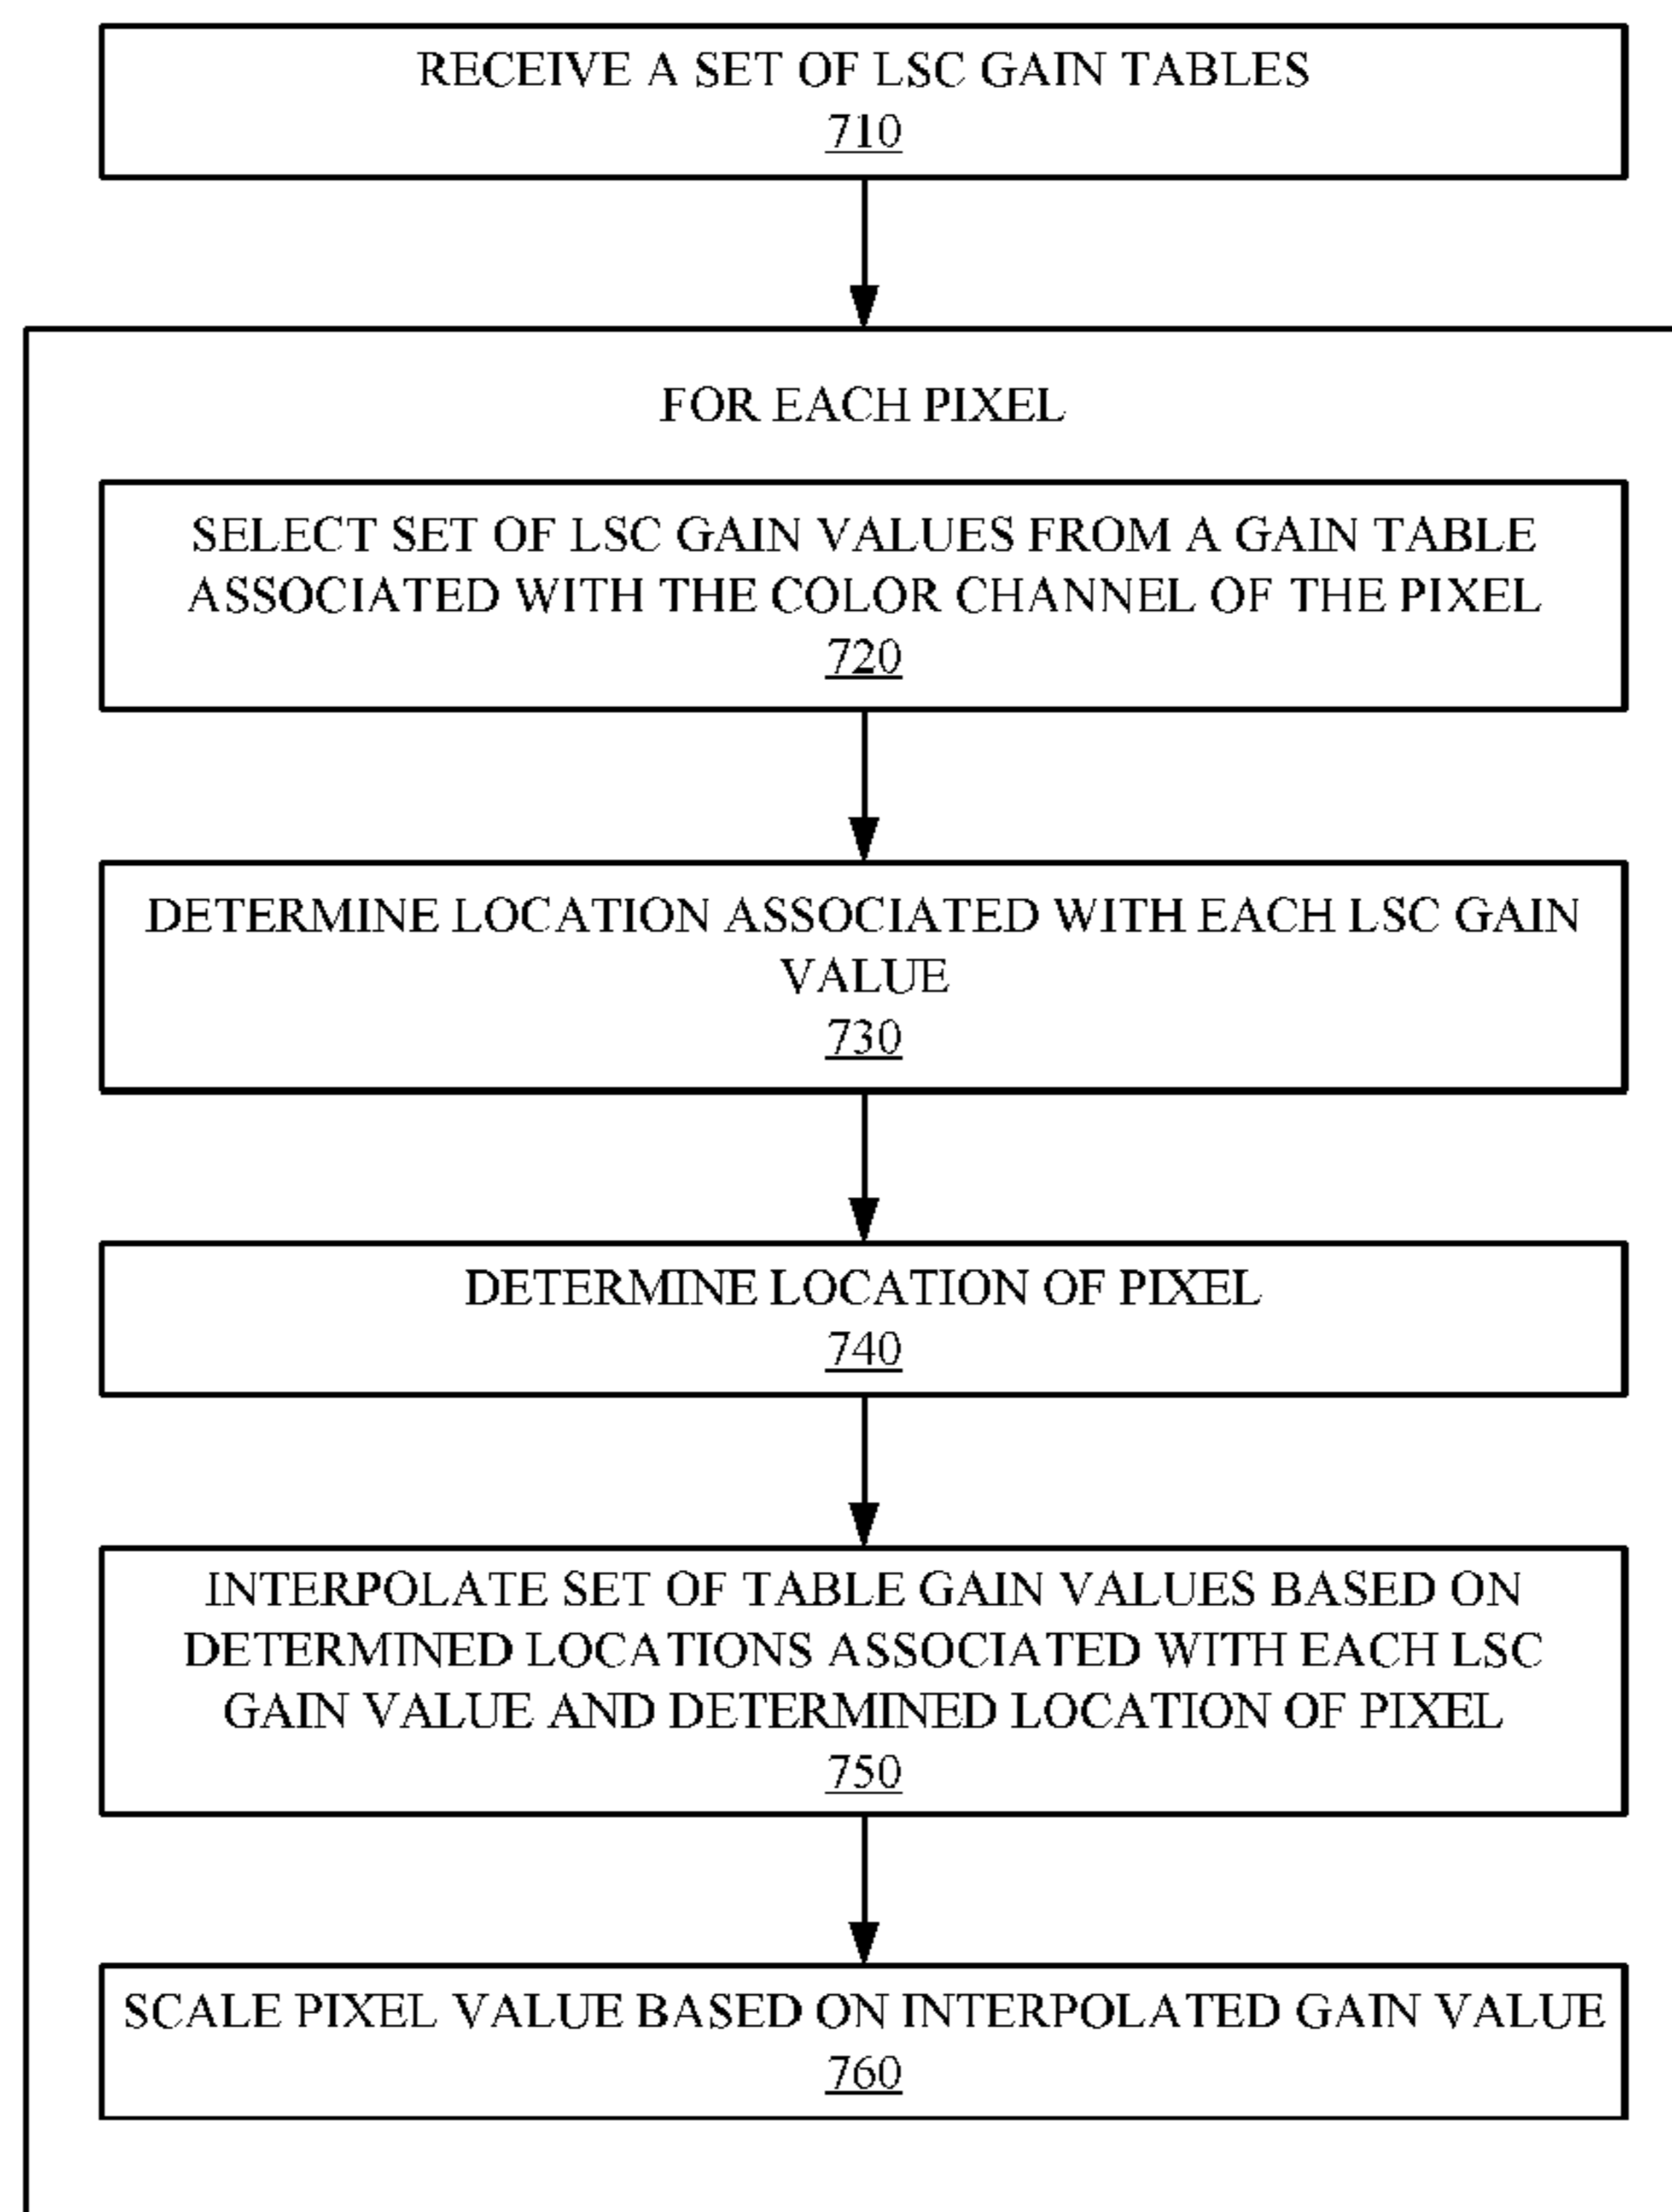 RECEIVE A SET OF LSC GAIN TABLES
710
FOR EACH PIXEL
SELECT SET OF LSC GAIN VALUES FROM A GAIN TABLE
ASSOCIATED WITH THE COLOR CHANNEL OF THE PIXEL
720
DETERMINE LOCATION ASSOCIATED WITH EACH LSC GAIN
VALUE
730
DETERMINE LOCATION OF PIXEL
740
INTERPOLATE SET OF TABLE GAIN VALUES BASED ON
DETERMINED LOCATIONS ASSOCIATED WITH EACH LSC
GAIN VALUE AND DETERMINED LOCATION OF PIXEL
750
SCALE PIXEL VALUE BASED ON INTERPOLATED GAIN VALUE
760